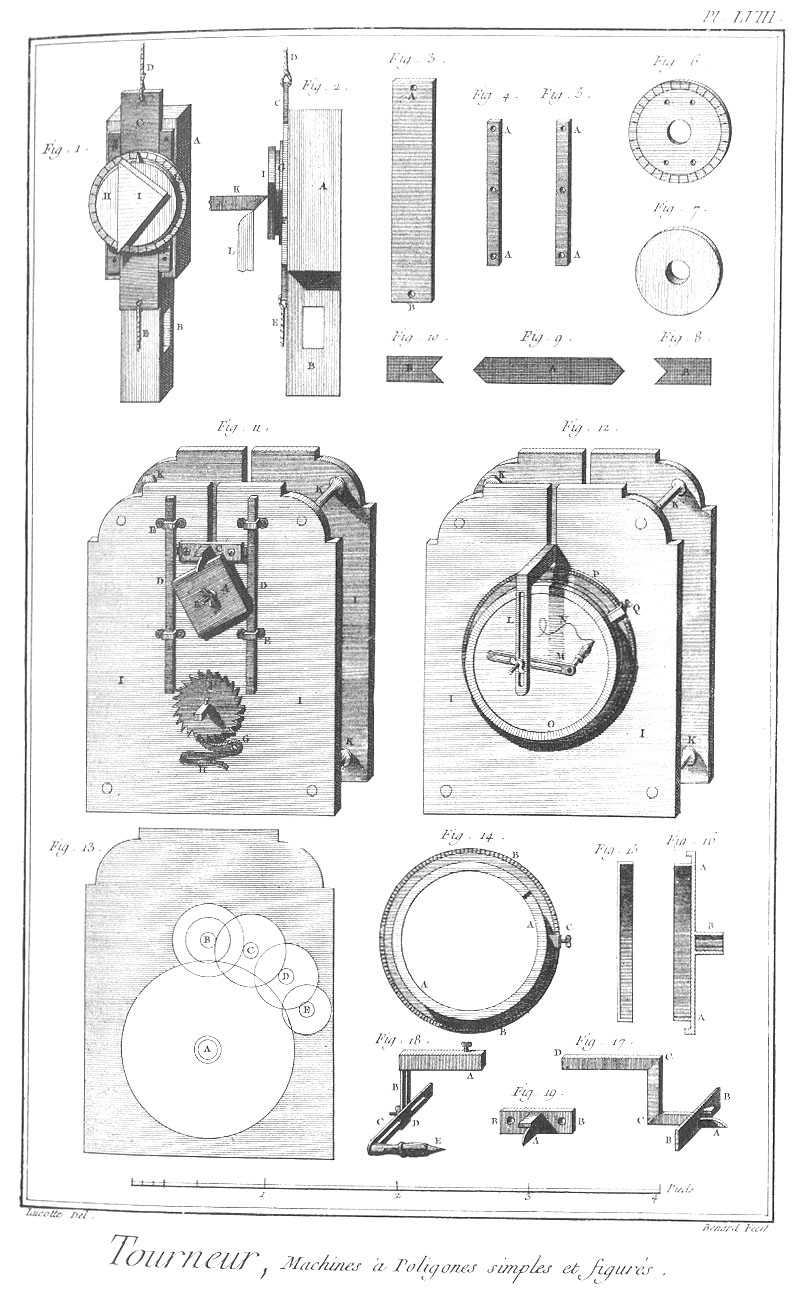 Pl. LVIII.
Fig. 1.
D
C
A
A
H
I
E
B
Fig. 2.
D
C
I
G
A
K
L
E
B
Fig. 3.
A
B
Fig. 4.
A
A
Fig. 5.
A
A
Fig. 6.
Fig. 7.
Fig. 10.
B
Fig. 9.
A
Fig. 8.
B
Fig. 11.
K
K
B
C
D
D
A
E
I
I
I
G
H
K
Fig. 12.
K
K
P
Q
L
N
M
O
I
I
K
Fig. 13.
B
C
D
E
A
Fig. 14.
B
A
C
A
B
Fig. 15
Fig. 16
A
B
A
Fig. 18.
A
B
C
D
E
Fig. 19.
B
B
A
Fig. 17.
D
C
C
B
B
A
1 2 3 4 Pieds
Lucotte Del.
Benard Fecit
Tourneur, Machines à Poligones simples et figurés.